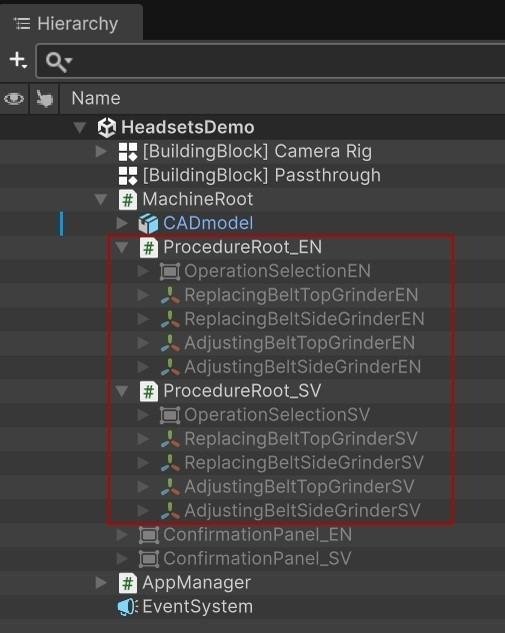 Hierarchy
Name
HeadsetsDemo
[BuildingBlock] Camera Rig
[BuildingBlock] Passthrough
MachineRoot
CADmodel
ProcedureRoot_EN
OperationSelectionEN
ReplacingBeltTopGrinderEN
ReplacingBeltSideGrinderEN
AdjustingBeltTopGrinderEN
AdjustingBeltSideGrinderEN
ProcedureRoot_SV
OperationSelectionSV
ReplacingBeltTopGrinderSV
ReplacingBeltSideGrinderSV
AdjustingBeltTopGrinderSV
AdjustingBeltSideGrinderSV
ConfirmationPanel_EN
ConfirmationPanel_SV
AppManager
EventSystem